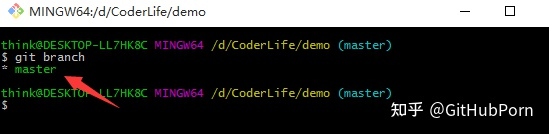 MINGW64:/d/CoderLife/demo
think@DESKTOP-LL7HK8C MINGW64 /d/CoderLife/demo (master)
$ git branch
* master
think@DESKTOP-LL7HK8C MINGW64 /d/CoderLife/demo (master)
$
知乎 @GitHubPorn